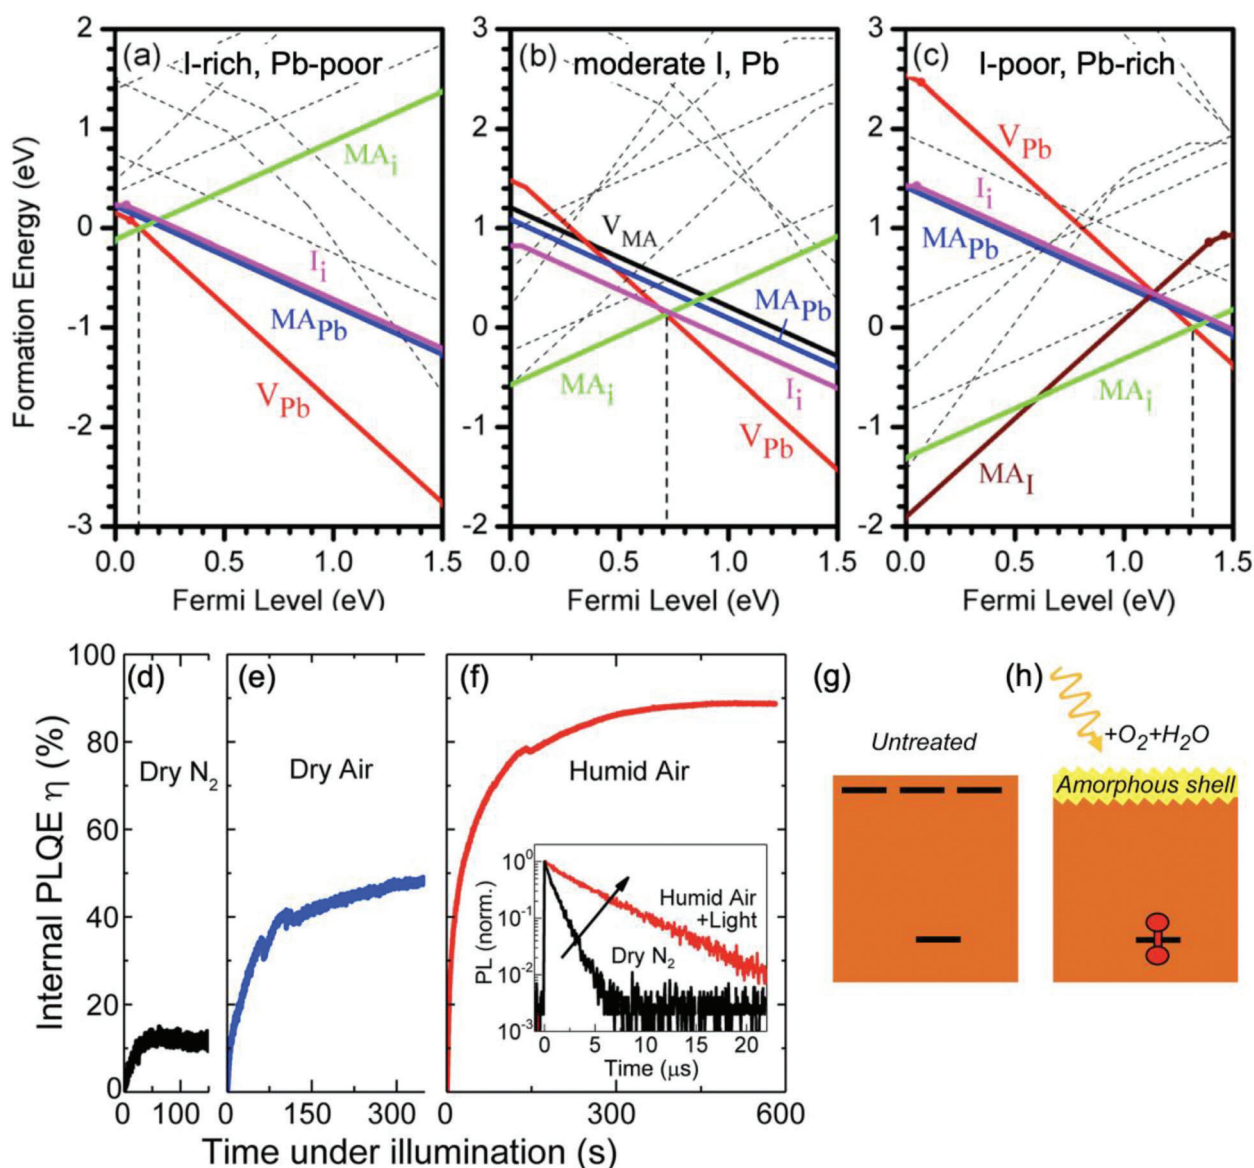 (a) I-rich, Pb-poor
(b) moderate I, Pb
(c) I-poor, Pb-rich
Formation Energy (eV)
2
1
0
-1
-2
-3
MAi
Ii
MAPb
VPb
0.0 0.5 1.0 1.5
Fermi Level (eV)
3
2
1
0
-1
-2
VMA
MAPb
MAi
Ii
VPb
0.0 0.5 1.0 1.5
Fermi Level (eV)
3
2
1
0
-1
-2
VPb
Ii
MAPb
MAi
MAI
0.0 0.5 1.0 1.5
Fermi Level (eV)
Internal PLQE η (%)
100
80
60
40
20
0
(d)
Dry N2
0 100
(e)
Dry Air
0 150 300
(f)
Humid Air
0 300 600
PL (norm.)
10^0
10^-1
10^-2
10^-3
Humid Air
+Light
Dry N2
0 5 10 15 20
Time (µs)
Time under illumination (s)
(g)
Untreated
(h)
+O2+H2O
Amorphous shell